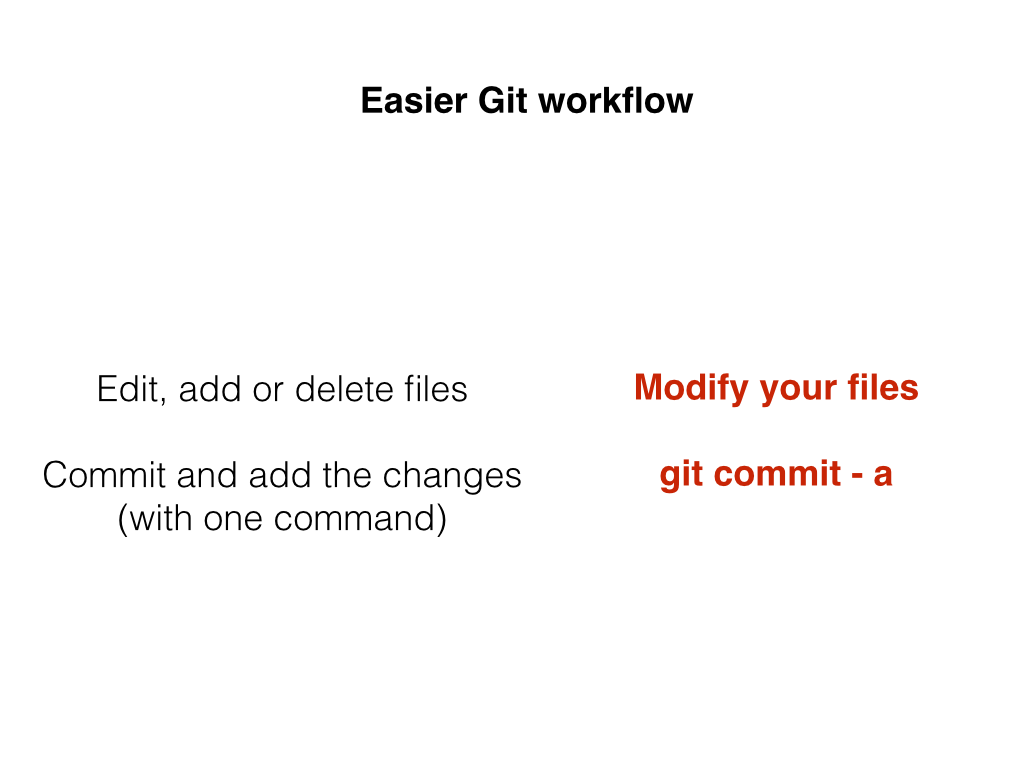 Easier Git workflow
Edit, add or delete files
Modify your files
Commit and add the changes
(with one command)
git commit - a